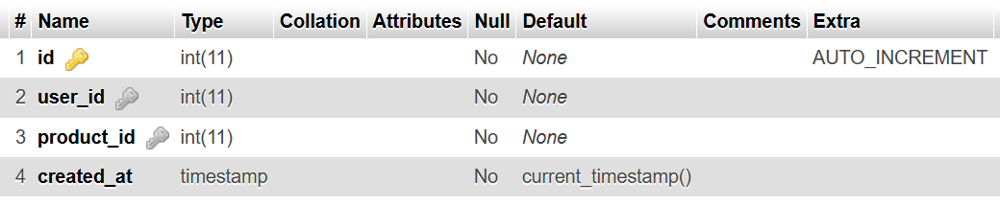 # Name Type Collation Attributes Null Default Comments Extra
1 id int(11) No None AUTO_INCREMENT
2 user_id int(11) No None
3 product_id int(11) No None
4 created_at timestamp No current_timestamp()